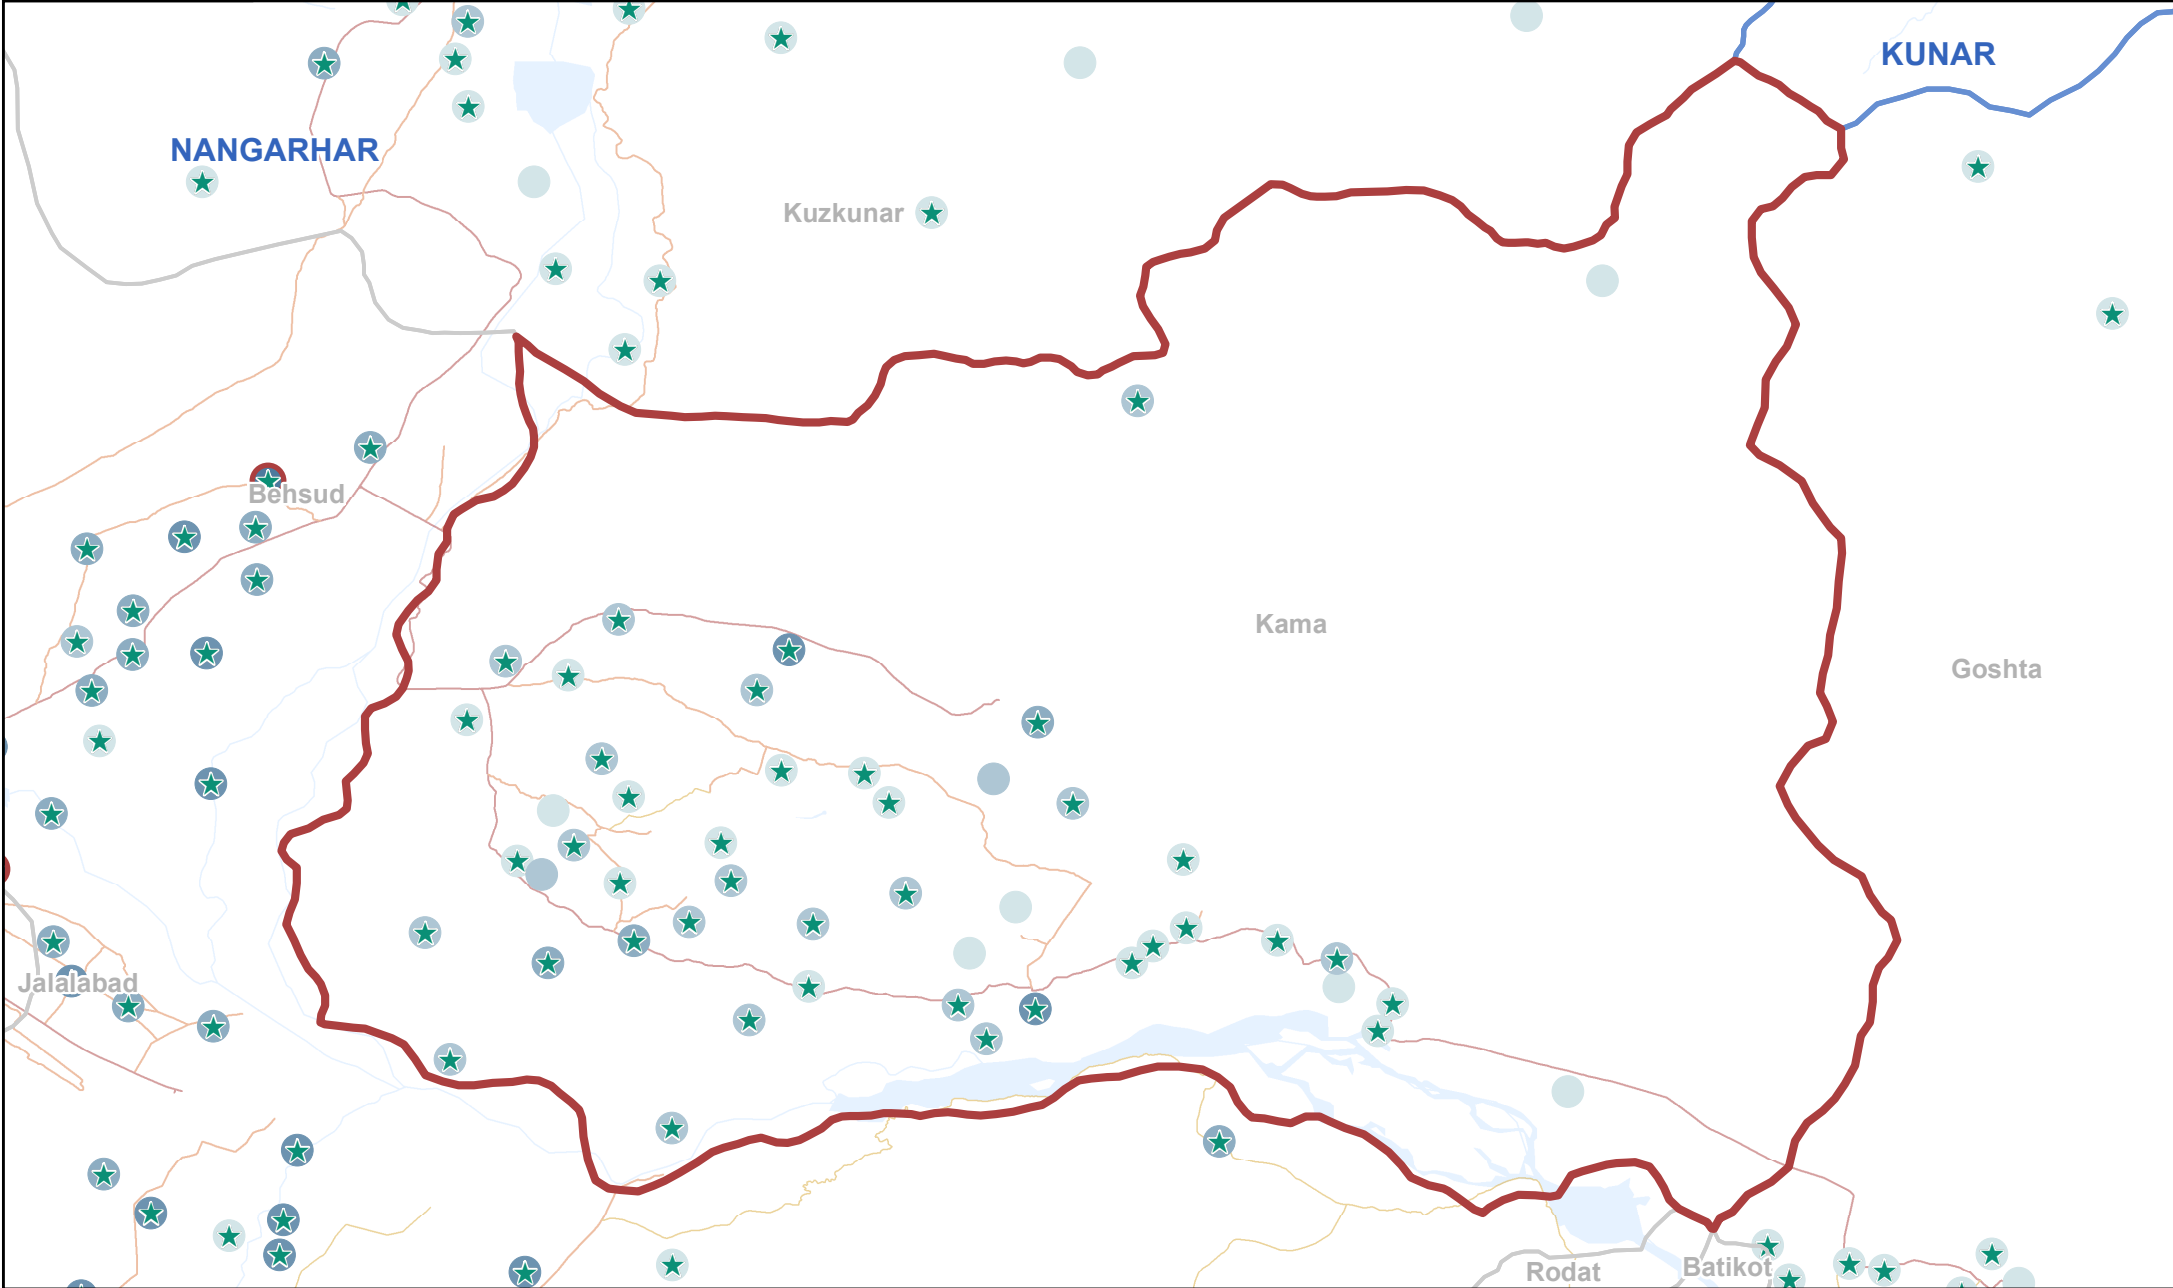 KUNAR
NANGARHAR
Kuzkunar
Behsud
Kama
Goshta
Jalalabad
Batikot
Rodat